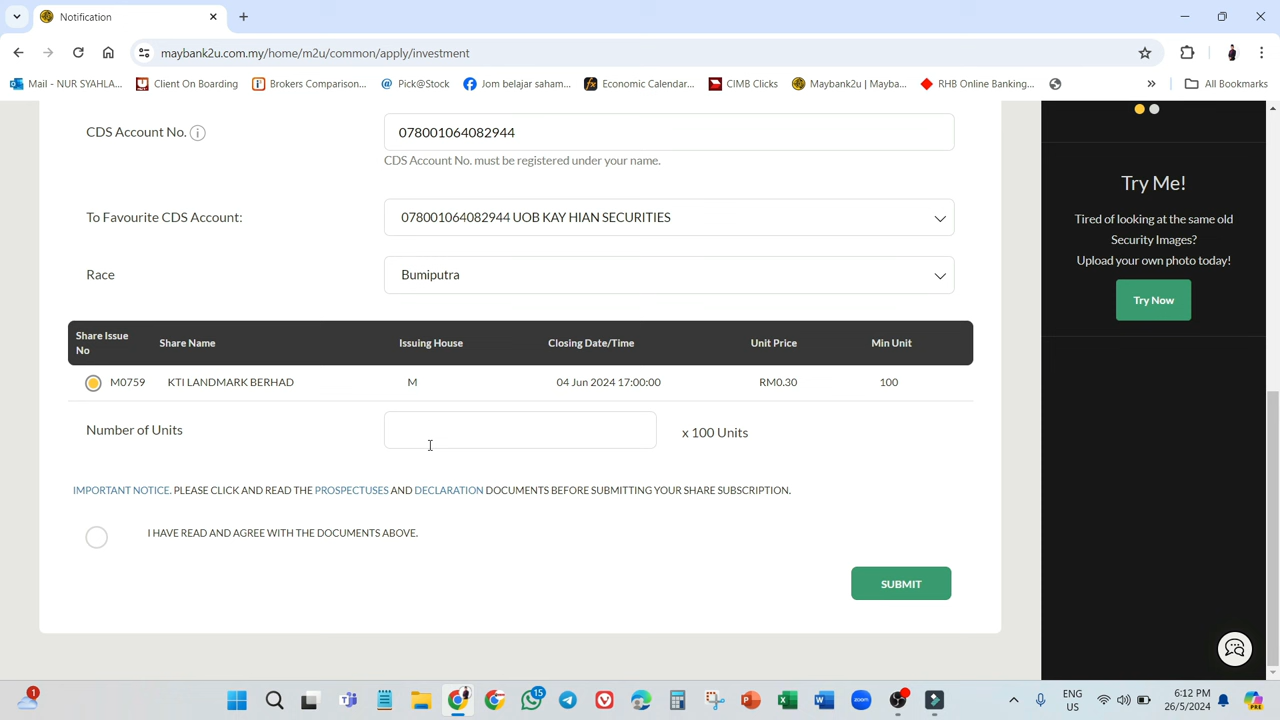 Notification
maybank2u.com.my/home/m2u/common/apply/investment
Mail - NUR SYAHLA... Client On Boarding Brokers Comparison... Pick@Stock Jom belajar saham... Economic Calendar... CIMB Clicks Maybank2u | Mayba... RHB Online Banking... » All Bookmarks
CDS Account No. i
078001064082944
CDS Account No. must be registered under your name.
To Favourite CDS Account:
078001064082944 UOB KAY HIAN SECURITIES
Race
Bumiputra
Share Issue No Share Name Issuing House Closing Date/Time Unit Price Min Unit
M0759 KTI LANDMARK BERHAD M 04 Jun 2024 17:00:00 RM0.30 100
Number of Units
x 100 Units
IMPORTANT NOTICE. PLEASE CLICK AND READ THE PROSPECTUSES AND DECLARATION DOCUMENTS BEFORE SUBMITTING YOUR SHARE SUBSCRIPTION.
I HAVE READ AND AGREE WITH THE DOCUMENTS ABOVE.
SUBMIT
Try Me!
Tired of looking at the same old
Security Images?
Upload your own photo today!
Try Now
1
15
ENG
US
6:12 PM
26/5/2024
PRE